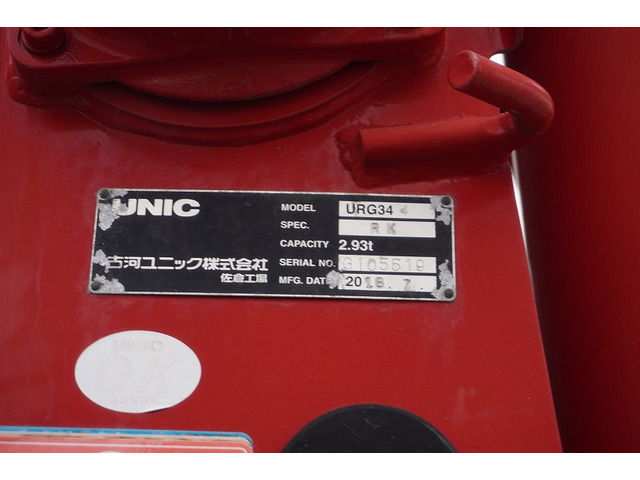 UNIC
MODEL URG34 4
SPEC. RK
CAPACITY 2.93t
SERIAL NO. G105519
MFG. DATE 2018.7.
古河ユニック株式会社
佐倉工場
UNIC
OK